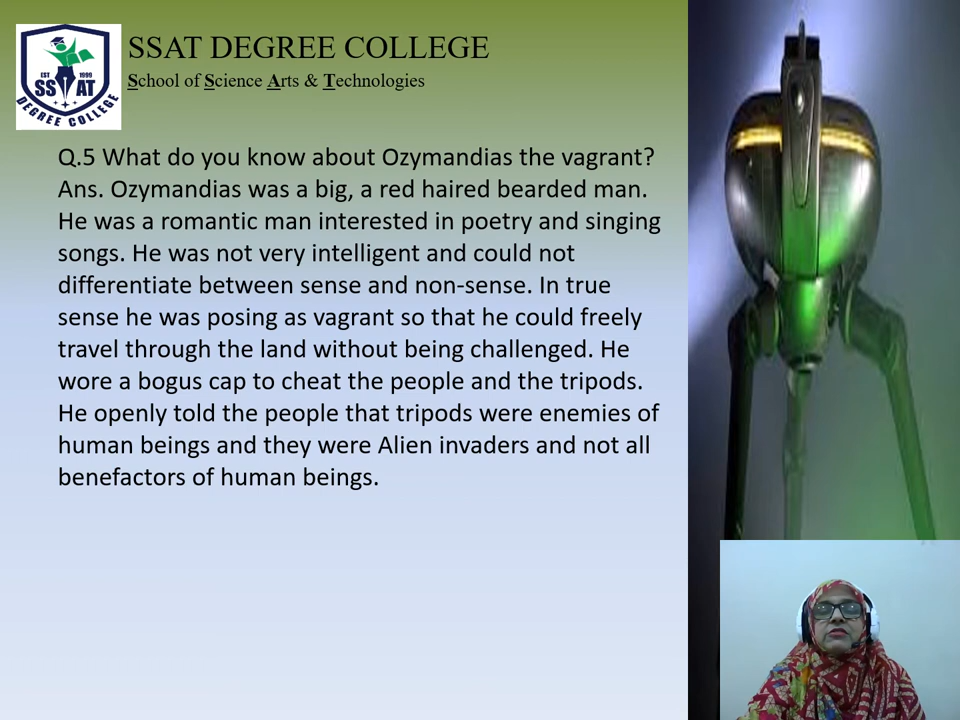 SSAT DEGREE COLLEGE
School of Science Arts & Technologies
EST 1999
SSAT
DEGREE COLLEGE
Q.5 What do you know about Ozymandias the vagrant?
Ans. Ozymandias was a big, a red haired bearded man.
He was a romantic man interested in poetry and singing
songs. He was not very intelligent and could not
differentiate between sense and non-sense. In true
sense he was posing as vagrant so that he could freely
travel through the land without being challenged. He
wore a bogus cap to cheat the people and the tripods.
He openly told the people that tripods were enemies of
human beings and they were Alien invaders and not all
benefactors of human beings.